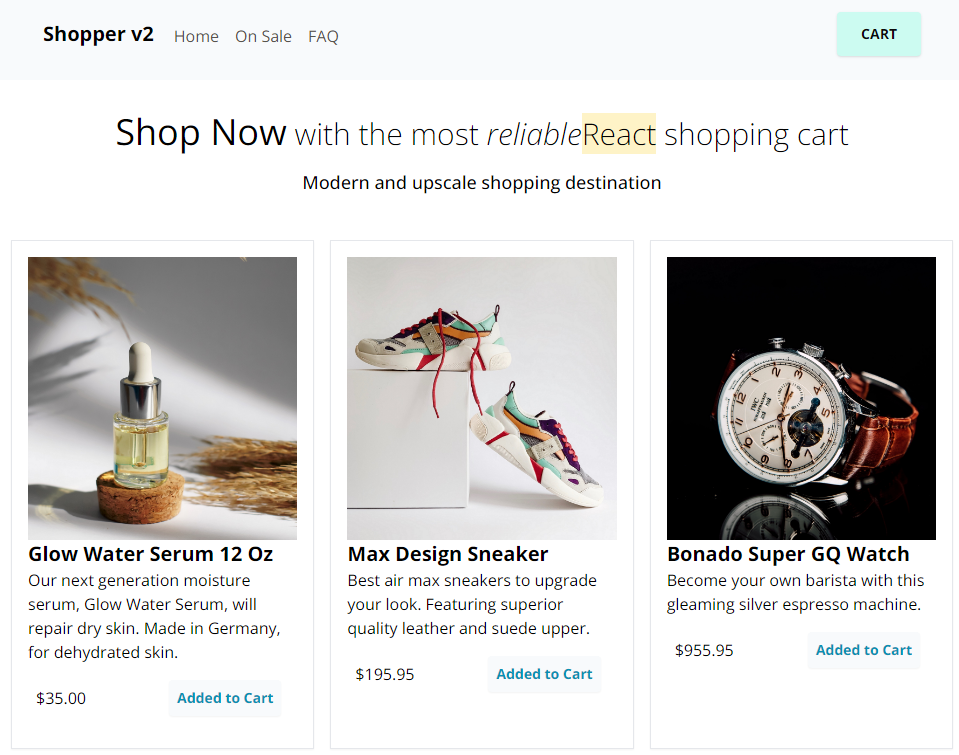 Shopper v2 Home On Sale FAQ CART
Shop Now with the most reliableReact shopping cart
Modern and upscale shopping destination
Glow Water Serum 12 Oz
Our next generation moisture
serum, Glow Water Serum, will
repair dry skin. Made in Germany,
for dehydrated skin.
$35.00 Added to Cart
Max Design Sneaker
Best air max sneakers to upgrade
your look. Featuring superior
quality leather and suede upper.
$195.95 Added to Cart
IWC
Bonado Super GQ Watch
Become your own barista with this
gleaming silver espresso machine.
$955.95 Added to Cart